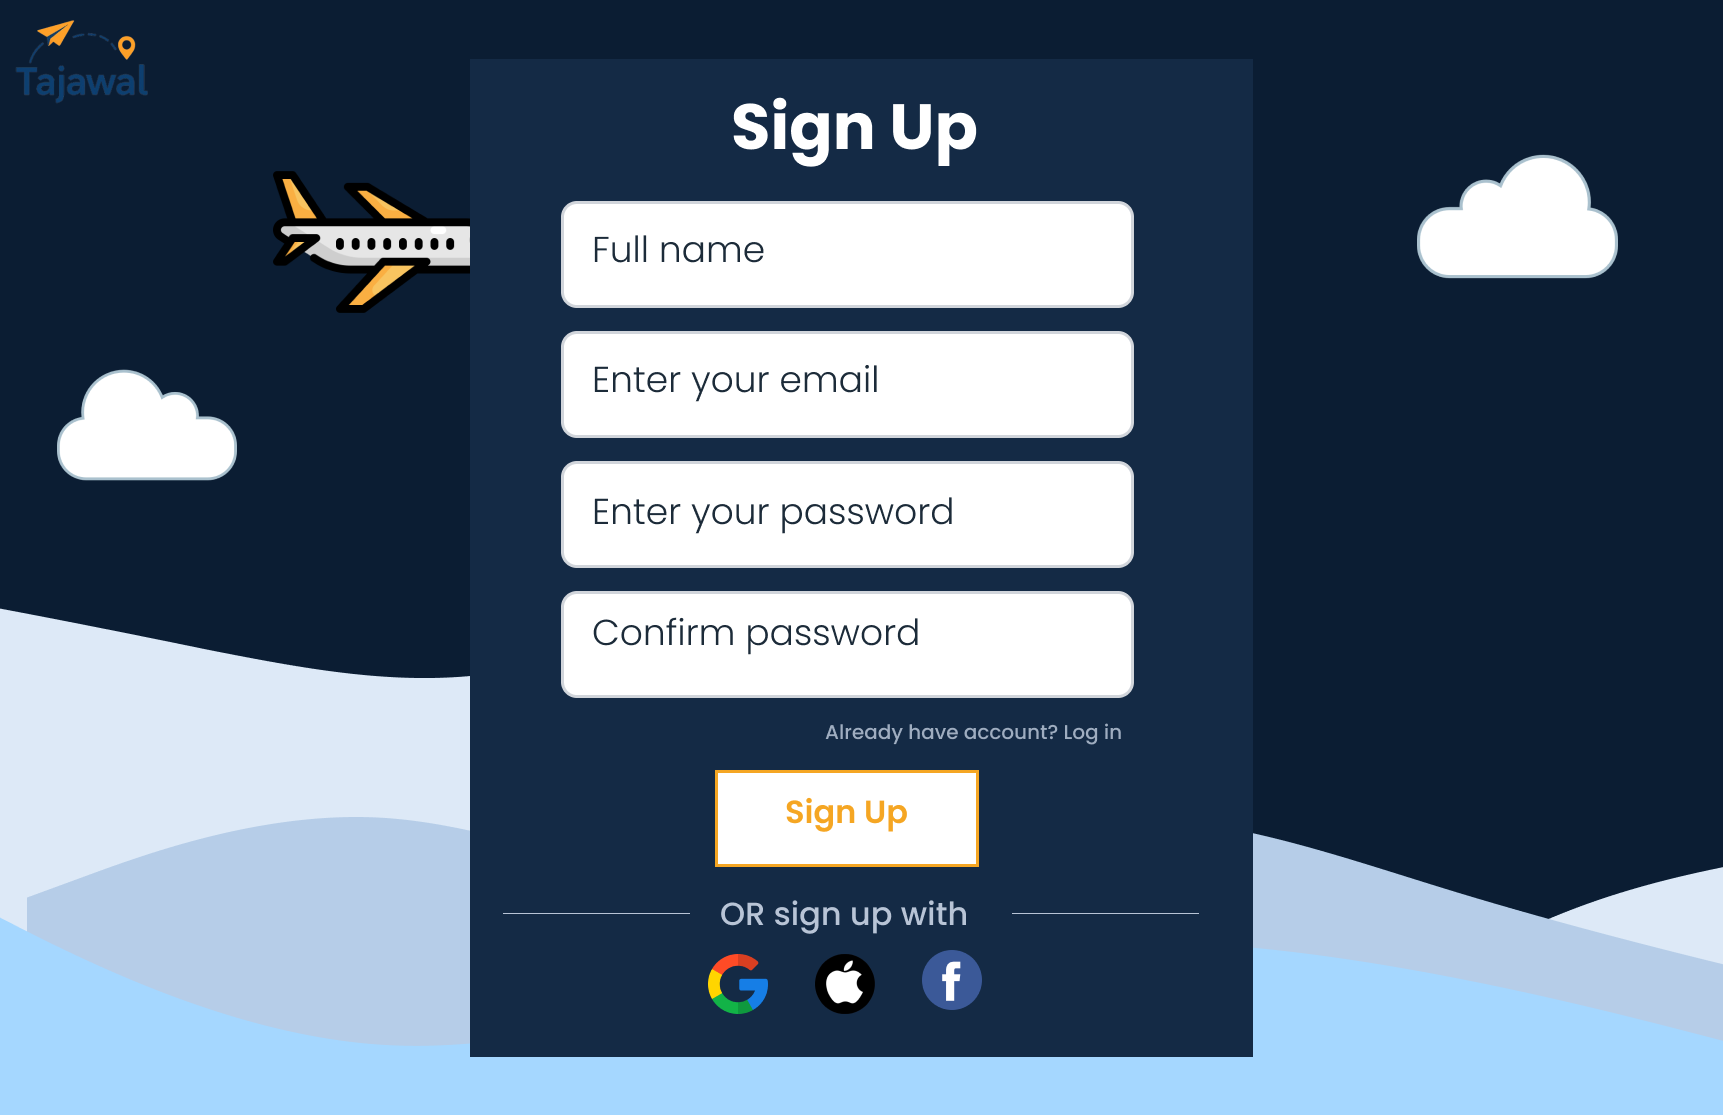 Tajawal
Sign Up
Full name
Enter your email
Enter your password
Confirm password
Already have account? Log in
Sign Up
OR sign up with